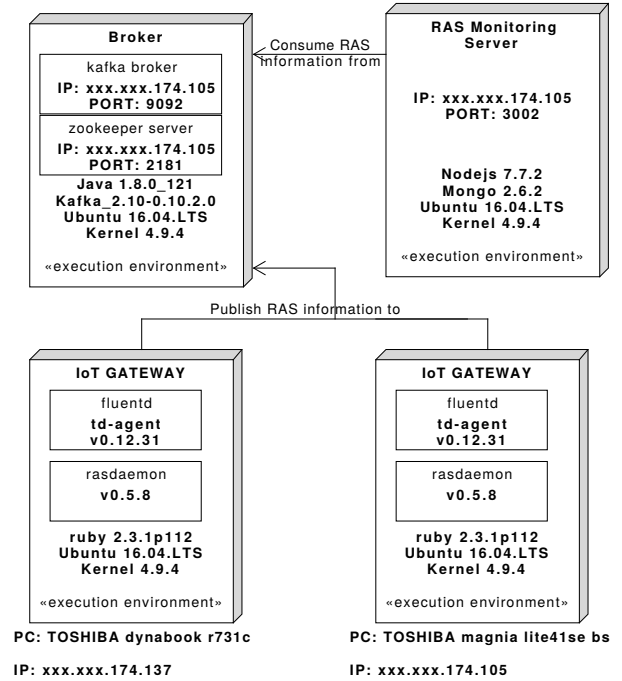 Broker
kafka broker
IP: xxx.xxx.174.105
PORT: 9092
zookeeper server
IP: xxx.xxx.174.105
PORT: 2181
Java 1.8.0_121
Kafka_2.10-0.10.2.0
Ubuntu 16.04.LTS
Kernel 4.9.4
«execution environment»
Consume RAS
information from
RAS Monitoring
Server
IP: xxx.xxx.174.105
PORT: 3002
Nodejs 7.7.2
Mongo 2.6.2
Ubuntu 16.04.LTS
Kernel 4.9.4
«execution environment»
Publish RAS information to
IoT GATEWAY
fluentd
td-agent
v0.12.31
rasdaemon
v0.5.8
ruby 2.3.1p112
Ubuntu 16.04.LTS
Kernel 4.9.4
«execution environment»
PC: TOSHIBA dynabook r731c
IP: xxx.xxx.174.137
IoT GATEWAY
fluentd
td-agent
v0.12.31
rasdaemon
v0.5.8
ruby 2.3.1p112
Ubuntu 16.04.LTS
Kernel 4.9.4
«execution environment»
PC: TOSHIBA magnia lite41se bs
IP: xxx.xxx.174.105